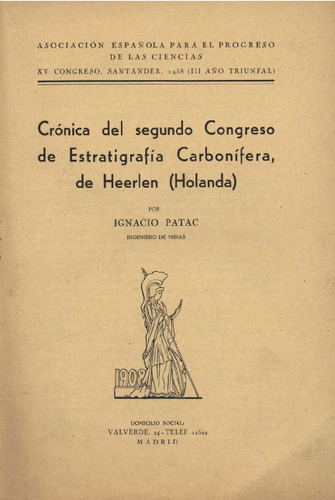 ASOCIACIÓN ESPAÑOLA PARA EL PROGRESO
DE LAS CIENCIAS
XV CONGRESO. SANTANDER, 1938 (III AÑO TRIUNFAL)
Crónica del segundo Congreso
de Estratigrafía Carbonífera,
de Heerlen (Holanda)
POR
IGNACIO PATAC
INGENIERO DE MINAS
1908
DOMICILIO SOCIAL:
VALVERDE, 24-TELEF. 12529
MADRID